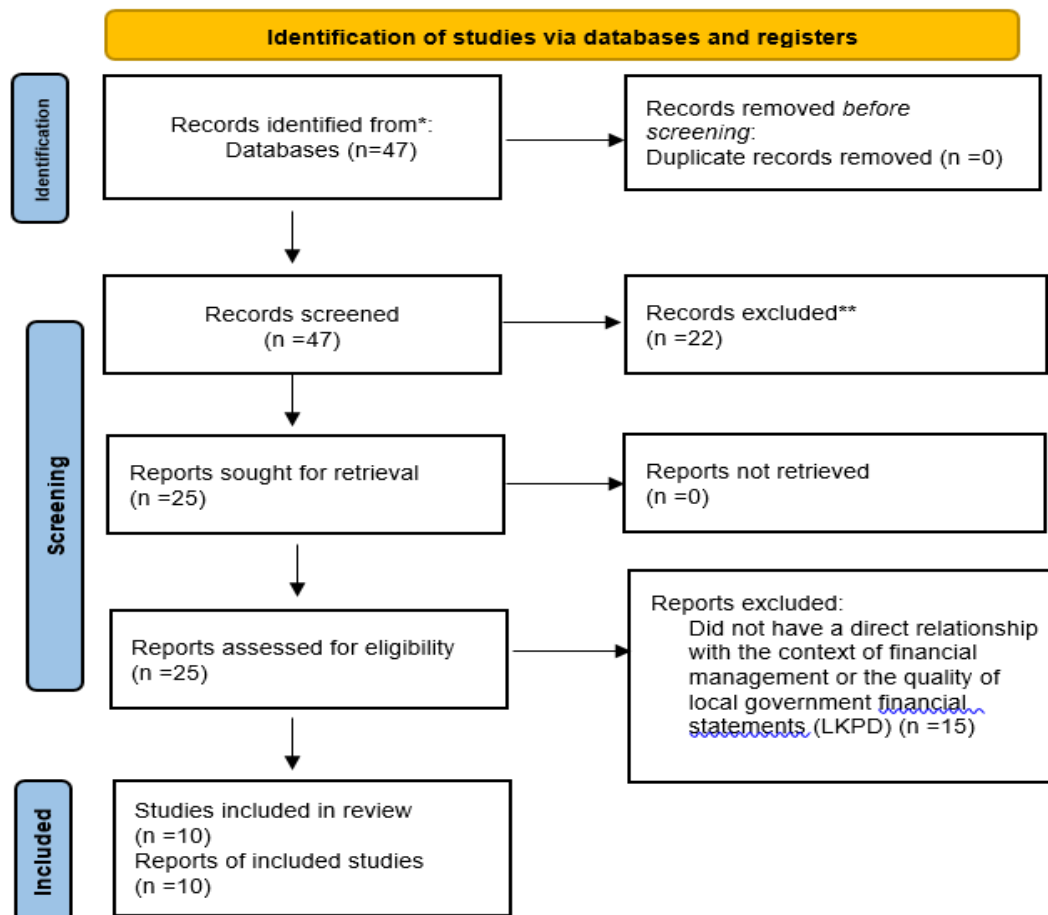 Identification of studies via databases and registers
Identification
Records identified from*:
Databases (n=47)
Records removed before
screening:
Duplicate records removed (n =0)
Screening
Records screened
(n =47)
Records excluded**
(n =22)
Reports sought for retrieval
(n =25)
Reports not retrieved
(n =0)
Reports assessed for eligibility
(n =25)
Reports excluded:
Did not have a direct relationship
with the context of financial
management or the quality of
local government financial
statements (LKPD) (n =15)
Included
Studies included in review
(n =10)
Reports of included studies
(n =10)